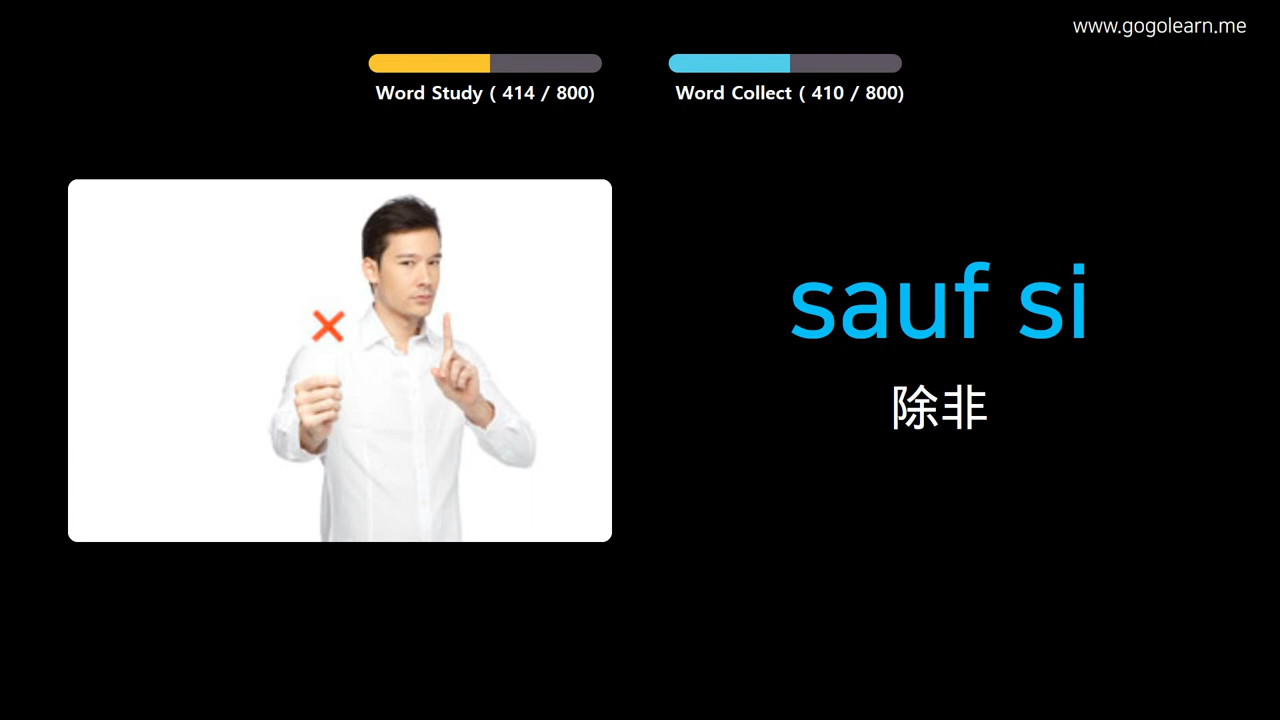 www.gogolearn.me
Word Study ( 414 / 800)
Word Collect ( 410 / 800)
sauf si
除非